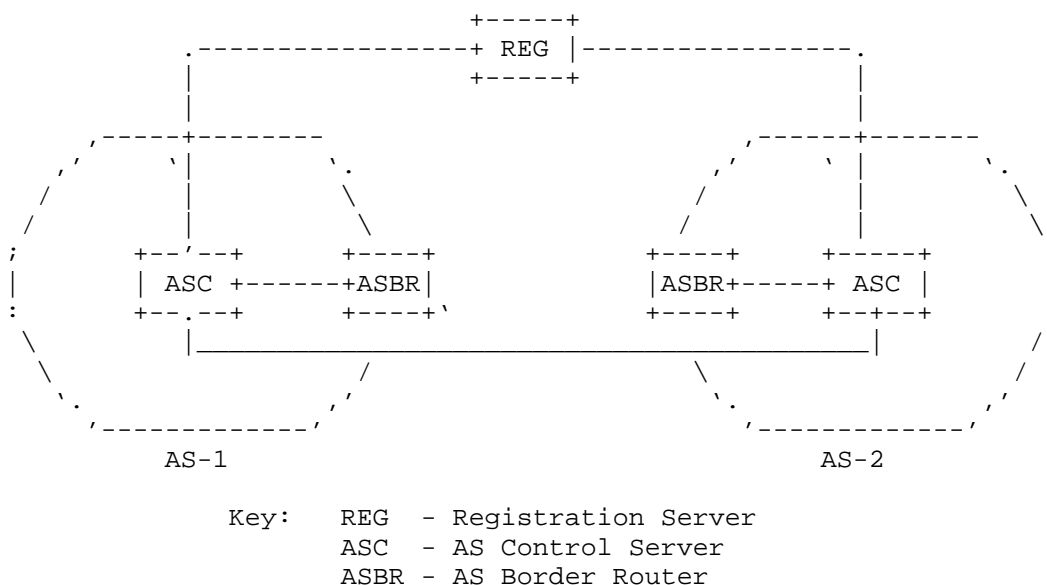 REG
ASC ASBR ASBR ASC
AS-1 AS-2
Key: REG - Registration Server
ASC - AS Control Server
ASBR - AS Border Router